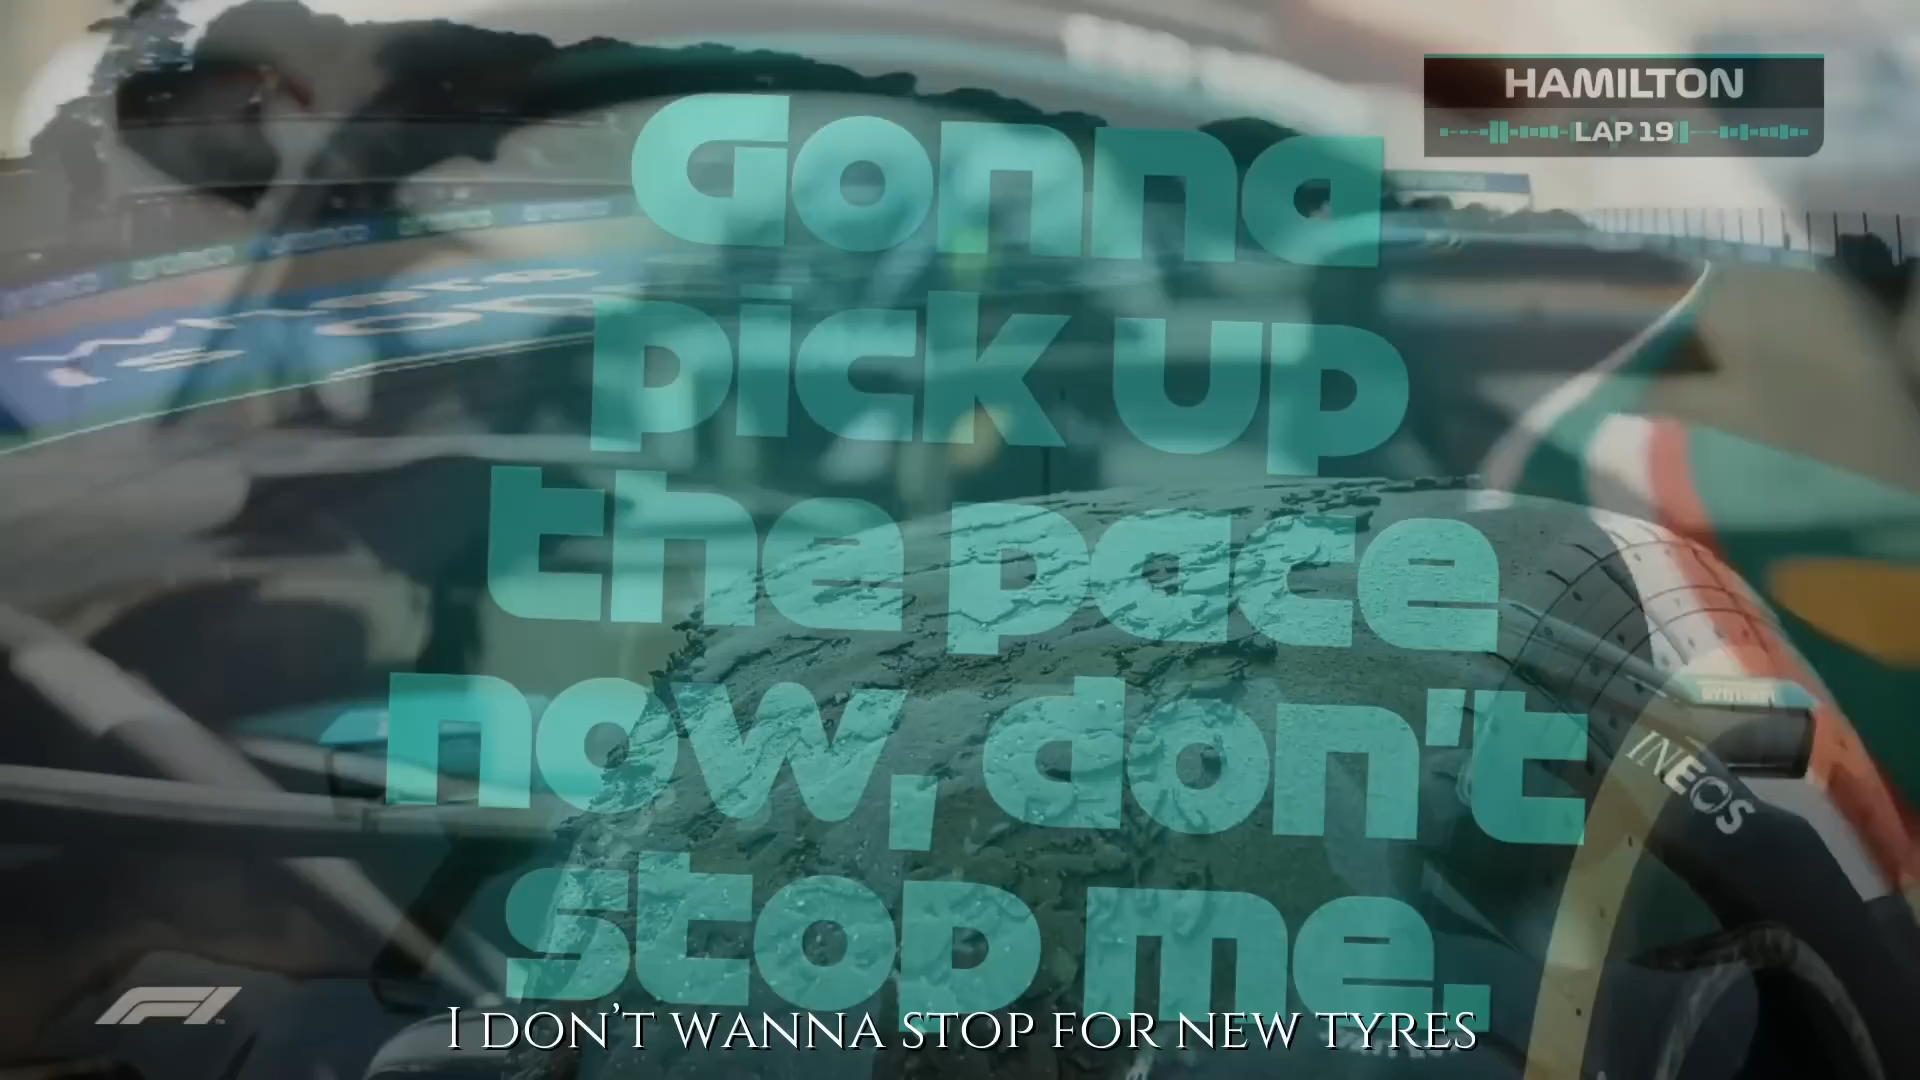 HAMILTON
LAP 19
Gonna
pick up
the pace
now, don't
stop me.
INEOS
F1
I DON'T WANNA STOP FOR NEW TYRES